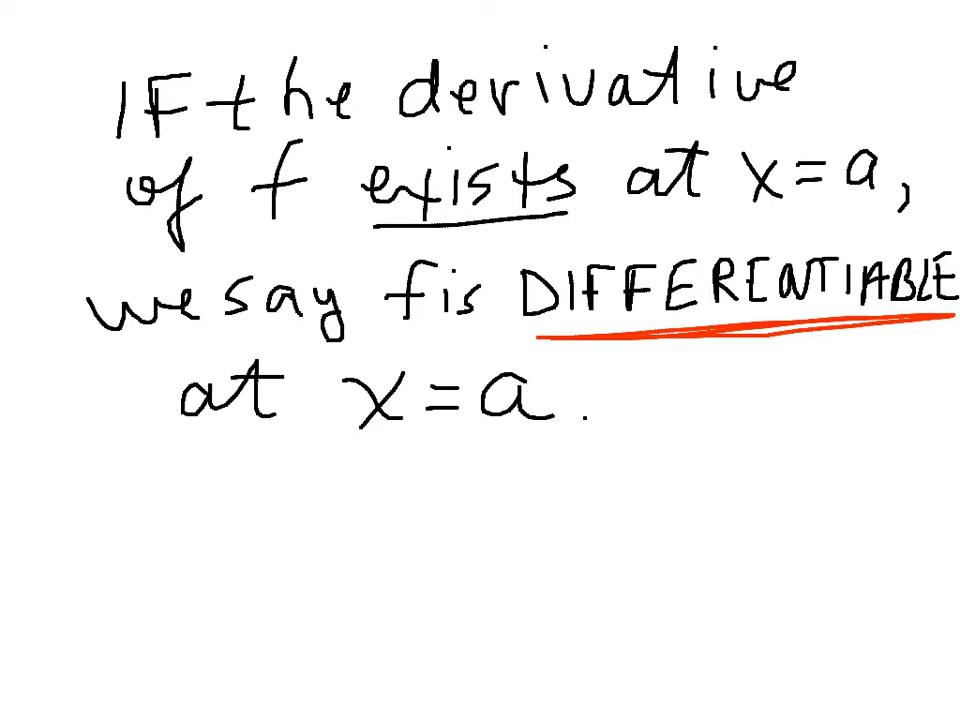 IF the derivative
of f exists at x=a,
we say f is DIFFERENTIABLE
at x=a.